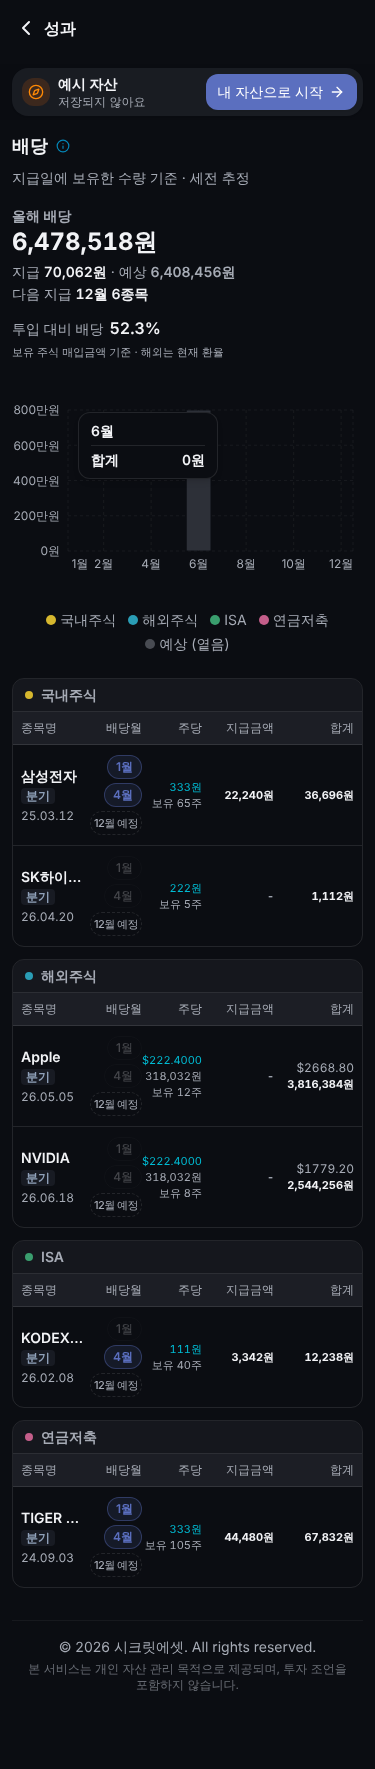 성과
예시 자산
저장되지 않아요
내 자산으로 시작
배당
지급일에 보유한 수량 기준 · 세전 추정
올해 배당
6,478,518원
지급 70,062원 · 예상 6,408,456원
다음 지급 12월 6종목
투입 대비 배당 52.3%
보유 주식 매입금액 기준 · 해외는 현재 환율
800만원
600만원
400만원
200만원
0원
6월
합계 0원
1월 2월 4월 6월 8월 10월 12월
국내주식 해외주식 ISA 연금저축
예상 (옅음)
국내주식
종목명 배당월 주당 지급금액 합계
삼성전자
분기
25.03.12
1월
4월
12월 예정
333원
보유 65주
22,240원
36,696원
SK하이...
분기
26.04.20
1월
4월
12월 예정
222원
보유 5주
-
1,112원
해외주식
종목명 배당월 주당 지급금액 합계
Apple
분기
26.05.05
1월
4월
12월 예정
$222.4000
318,032원
보유 12주
-
$2668.80
3,816,384원
NVIDIA
분기
26.06.18
1월
4월
12월 예정
$222.4000
318,032원
보유 8주
-
$1779.20
2,544,256원
ISA
종목명 배당월 주당 지급금액 합계
KODEX...
분기
26.02.08
1월
4월
12월 예정
111원
보유 40주
3,342원
12,238원
연금저축
종목명 배당월 주당 지급금액 합계
TIGER ...
분기
24.09.03
1월
4월
12월 예정
333원
보유 105주
44,480원
67,832원
© 2026 시크릿에셋. All rights reserved.
본 서비스는 개인 자산 관리 목적으로 제공되며, 투자 조언을
포함하지 않습니다.